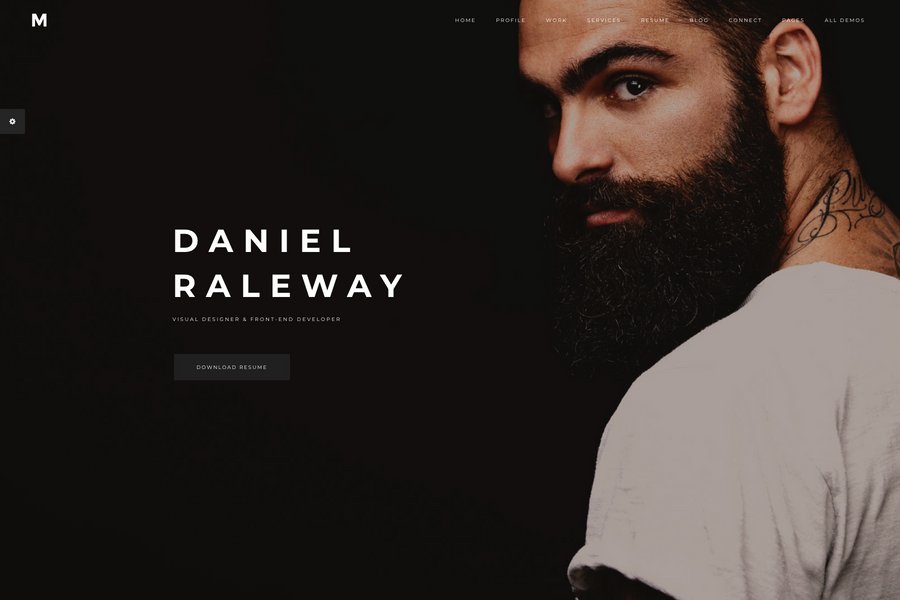 M
HOME PROFILE WORK SERVICES RESUME BLOG CONNECT PAGES ALL DEMOS
DANIEL
RALEWAY
VISUAL DESIGNER & FRONT-END DEVELOPER
DOWNLOAD RESUME